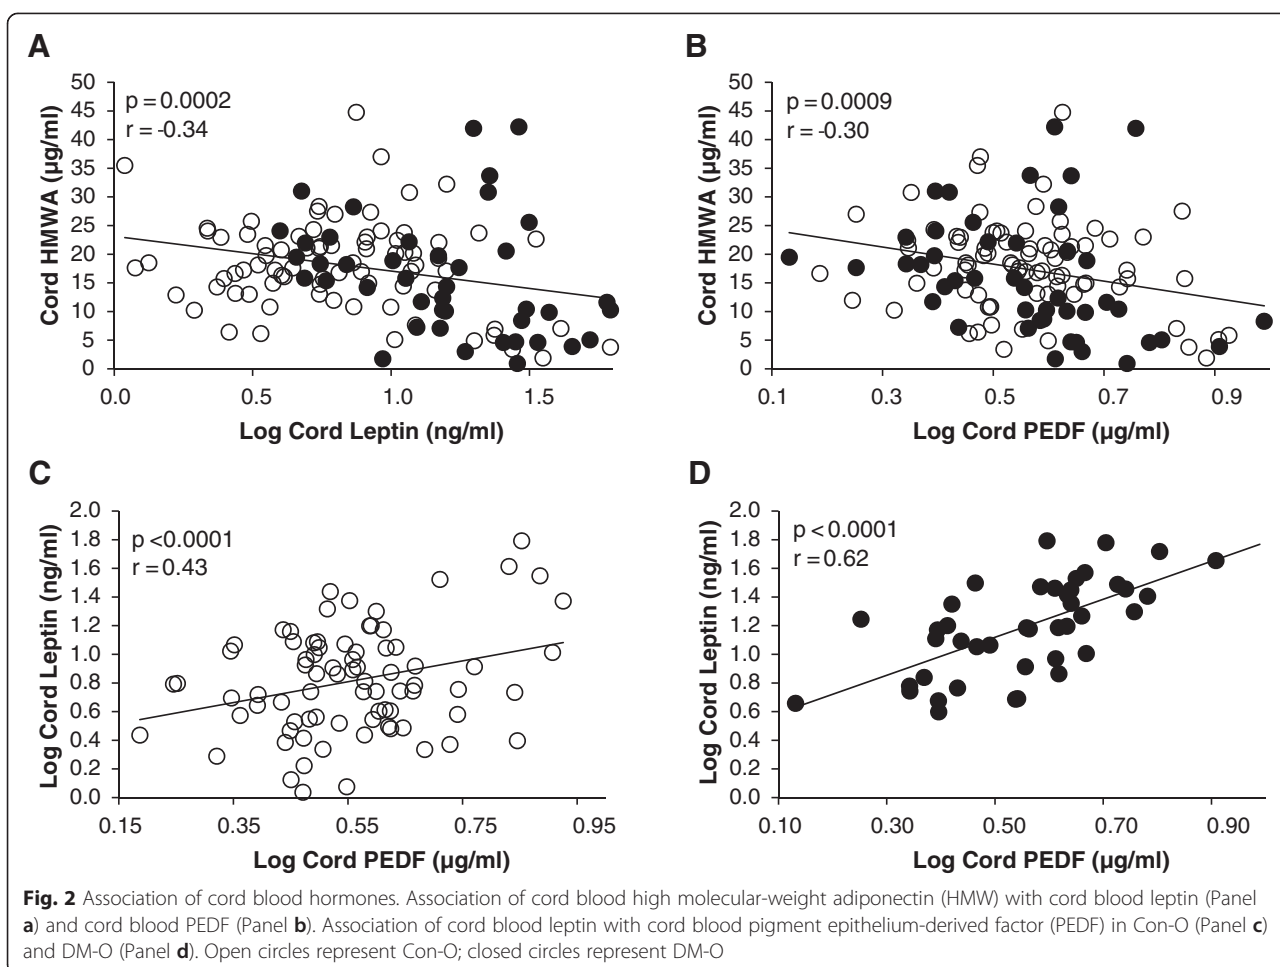 A
50
45
40
35
30
25
20
15
10
5
0
Cord HMWA (µg/ml)
p = 0.0002
r = -0.34
0.0 0.5 1.0 1.5
Log Cord Leptin (ng/ml)
B
50
45
40
35
30
25
20
15
10
5
0
Cord HMWA (µg/ml)
p = 0.0009
r = -0.30
0.1 0.3 0.5 0.7 0.9
Log Cord PEDF (µg/ml)
C
2.0
1.8
1.6
1.4
1.2
1.0
0.8
0.6
0.4
0.2
0.0
Log Cord Leptin (ng/ml)
p <0.0001
r = 0.43
0.15 0.35 0.55 0.75 0.95
Log Cord PEDF (µg/ml)
D
2.0
1.8
1.6
1.4
1.2
1.0
0.8
0.6
0.4
0.2
0.0
Log Cord Leptin (ng/ml)
p < 0.0001
r = 0.62
0.10 0.30 0.50 0.70 0.90
Log Cord PEDF (µg/ml)
Fig. 2 Association of cord blood hormones. Association of cord blood high molecular-weight adiponectin (HMW) with cord blood leptin (Panel
a) and cord blood PEDF (Panel b). Association of cord blood leptin with cord blood pigment epithelium-derived factor (PEDF) in Con-O (Panel c)
and DM-O (Panel d). Open circles represent Con-O; closed circles represent DM-O